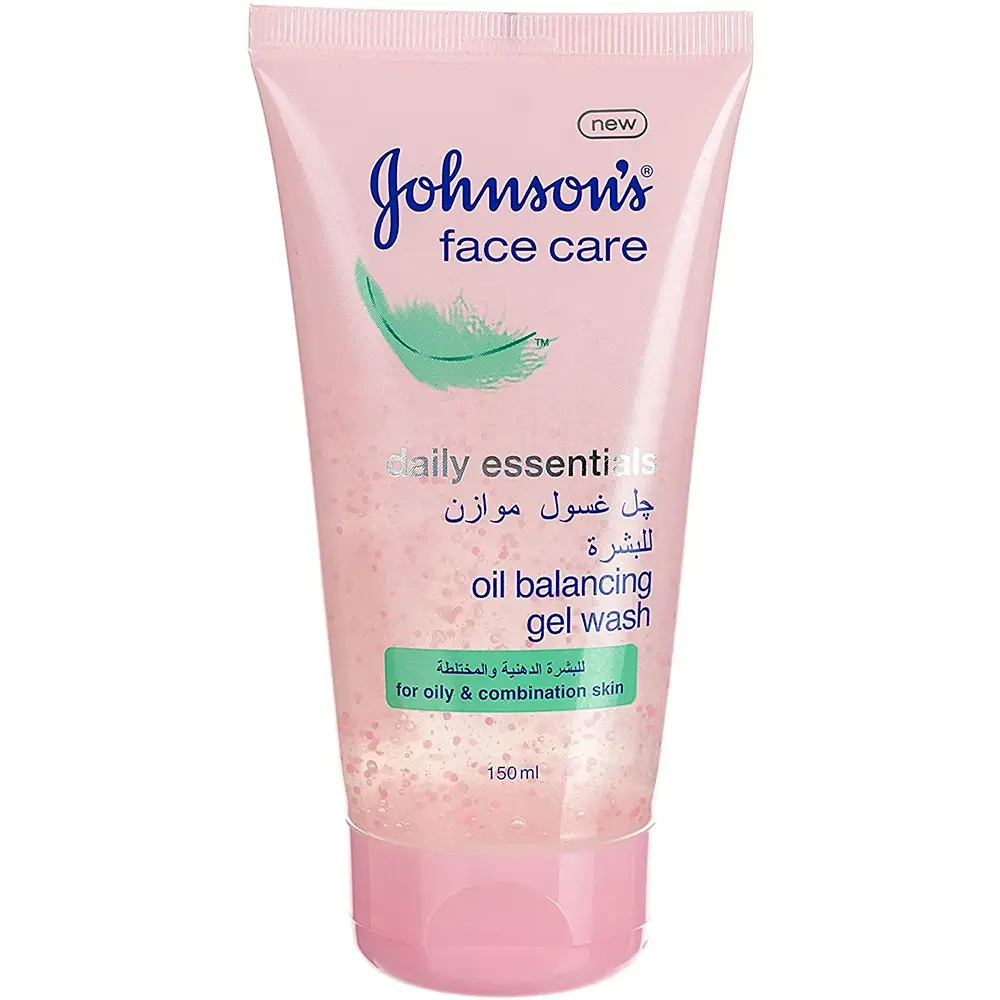 new
Johnson's®
face care
TM
daily essentials
چل غسول موازن
للبشرة
oil balancing
gel wash
للبشرة الدهنية والمختلطة
for oily & combination skin
150 ml